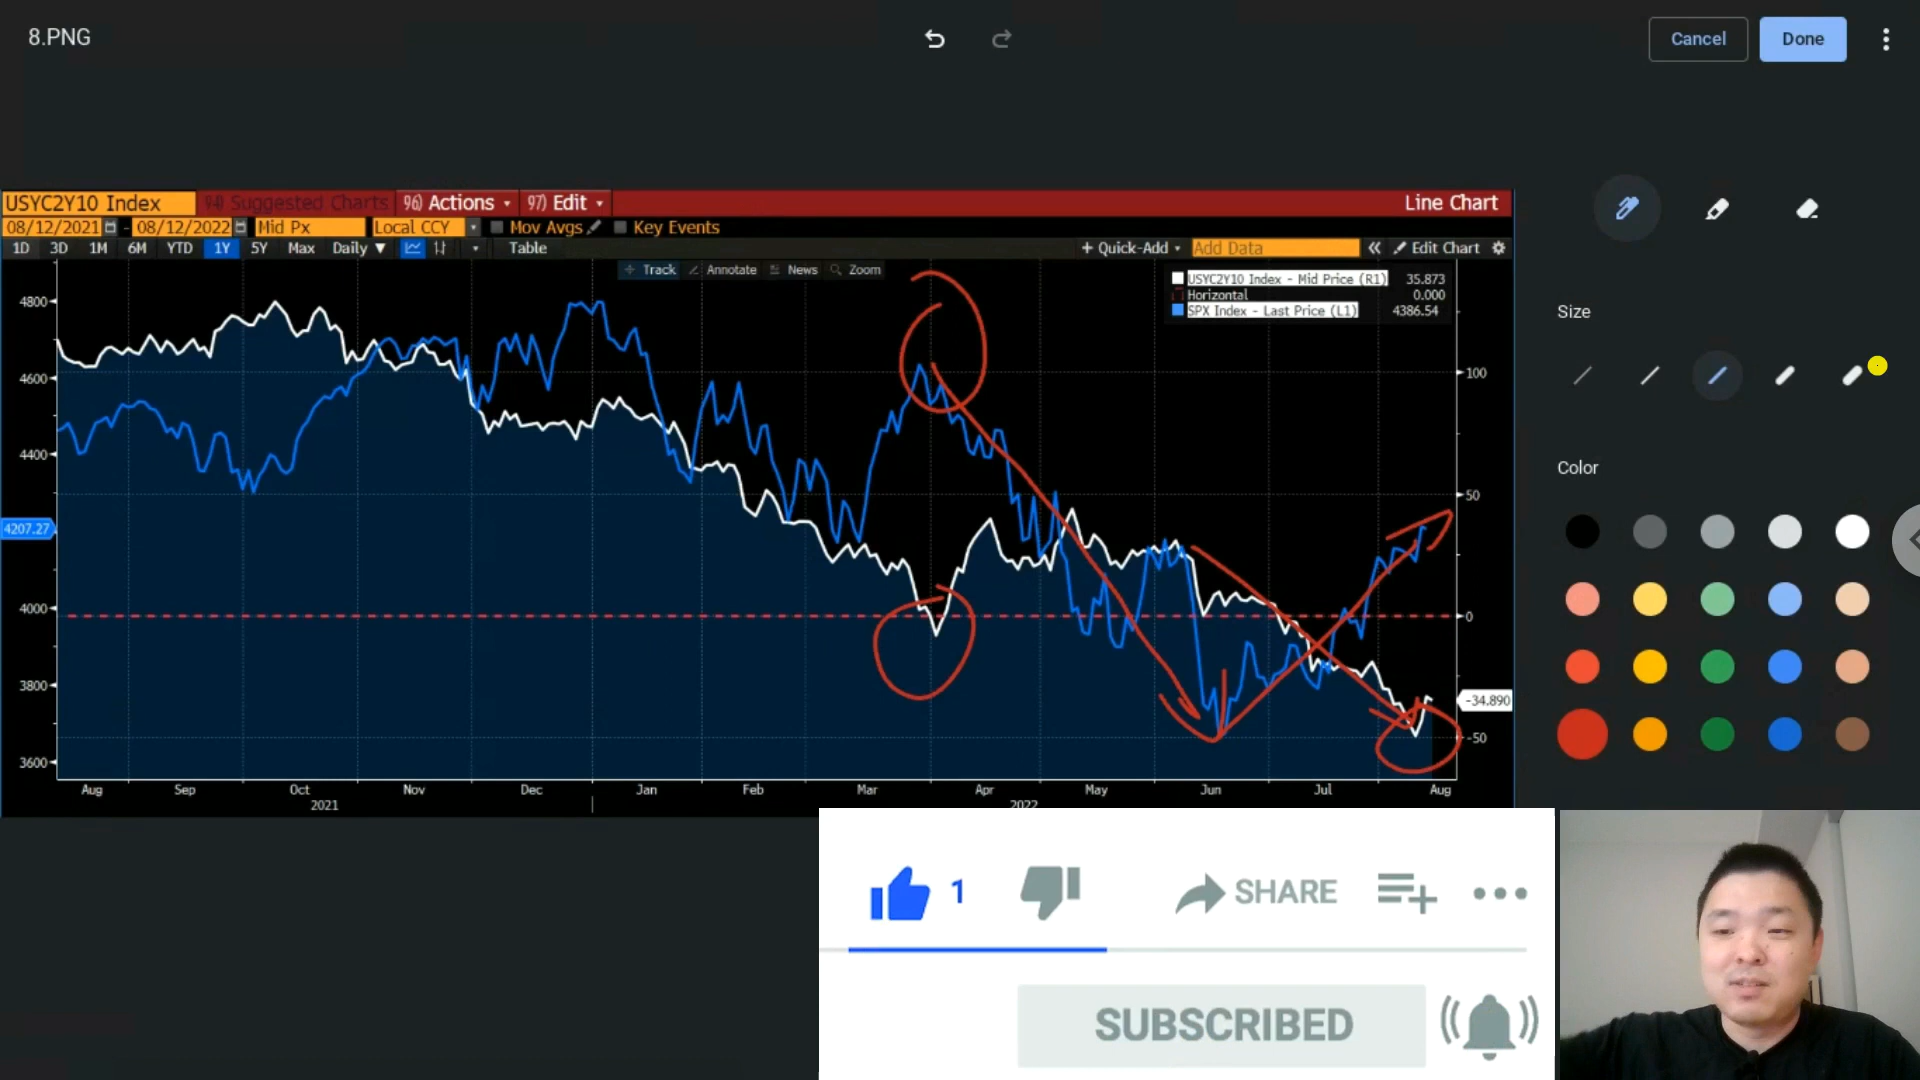 8.PNG
Cancel
Done
USYC2Y10 Index
94) Suggested Charts
96) Actions
97) Edit
Line Chart
08/12/2021 - 08/12/2022
Mid Px
Local CCY
Mov Avgs
Key Events
1D 3D 1M 6M YTD 1Y 5Y Max Daily ▼
Table
+ Quick-Add
Add Data
« Edit Chart
Track
Annotate
News
Zoom
USYC2Y10 Index - Mid Price (R1) 35.873
Horizontal 0.000
SPX Index - Last Price (L1) 4386.54
4800
4600
4400
4207.27
4000
3800
3600
100
50
0
-34.890
-50
Aug Sep Oct Nov Dec Jan Feb Mar Apr May Jun Jul Aug
2021 2022
Size
Color
1
SHARE
SUBSCRIBED